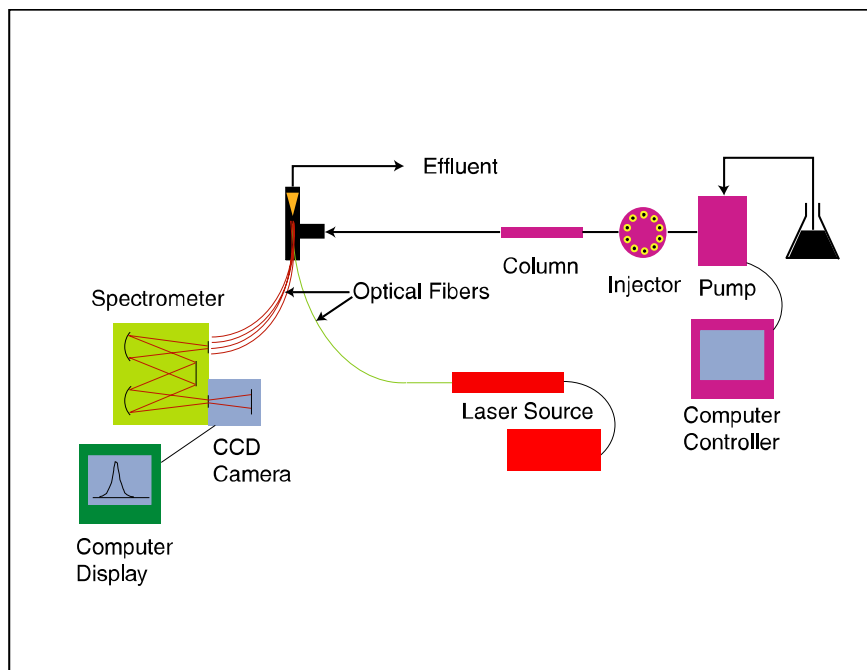 Effluent
Column
Injector
Pump
Optical Fibers
Spectrometer
Laser Source
Computer
Controller
CCD
Camera
Computer
Display